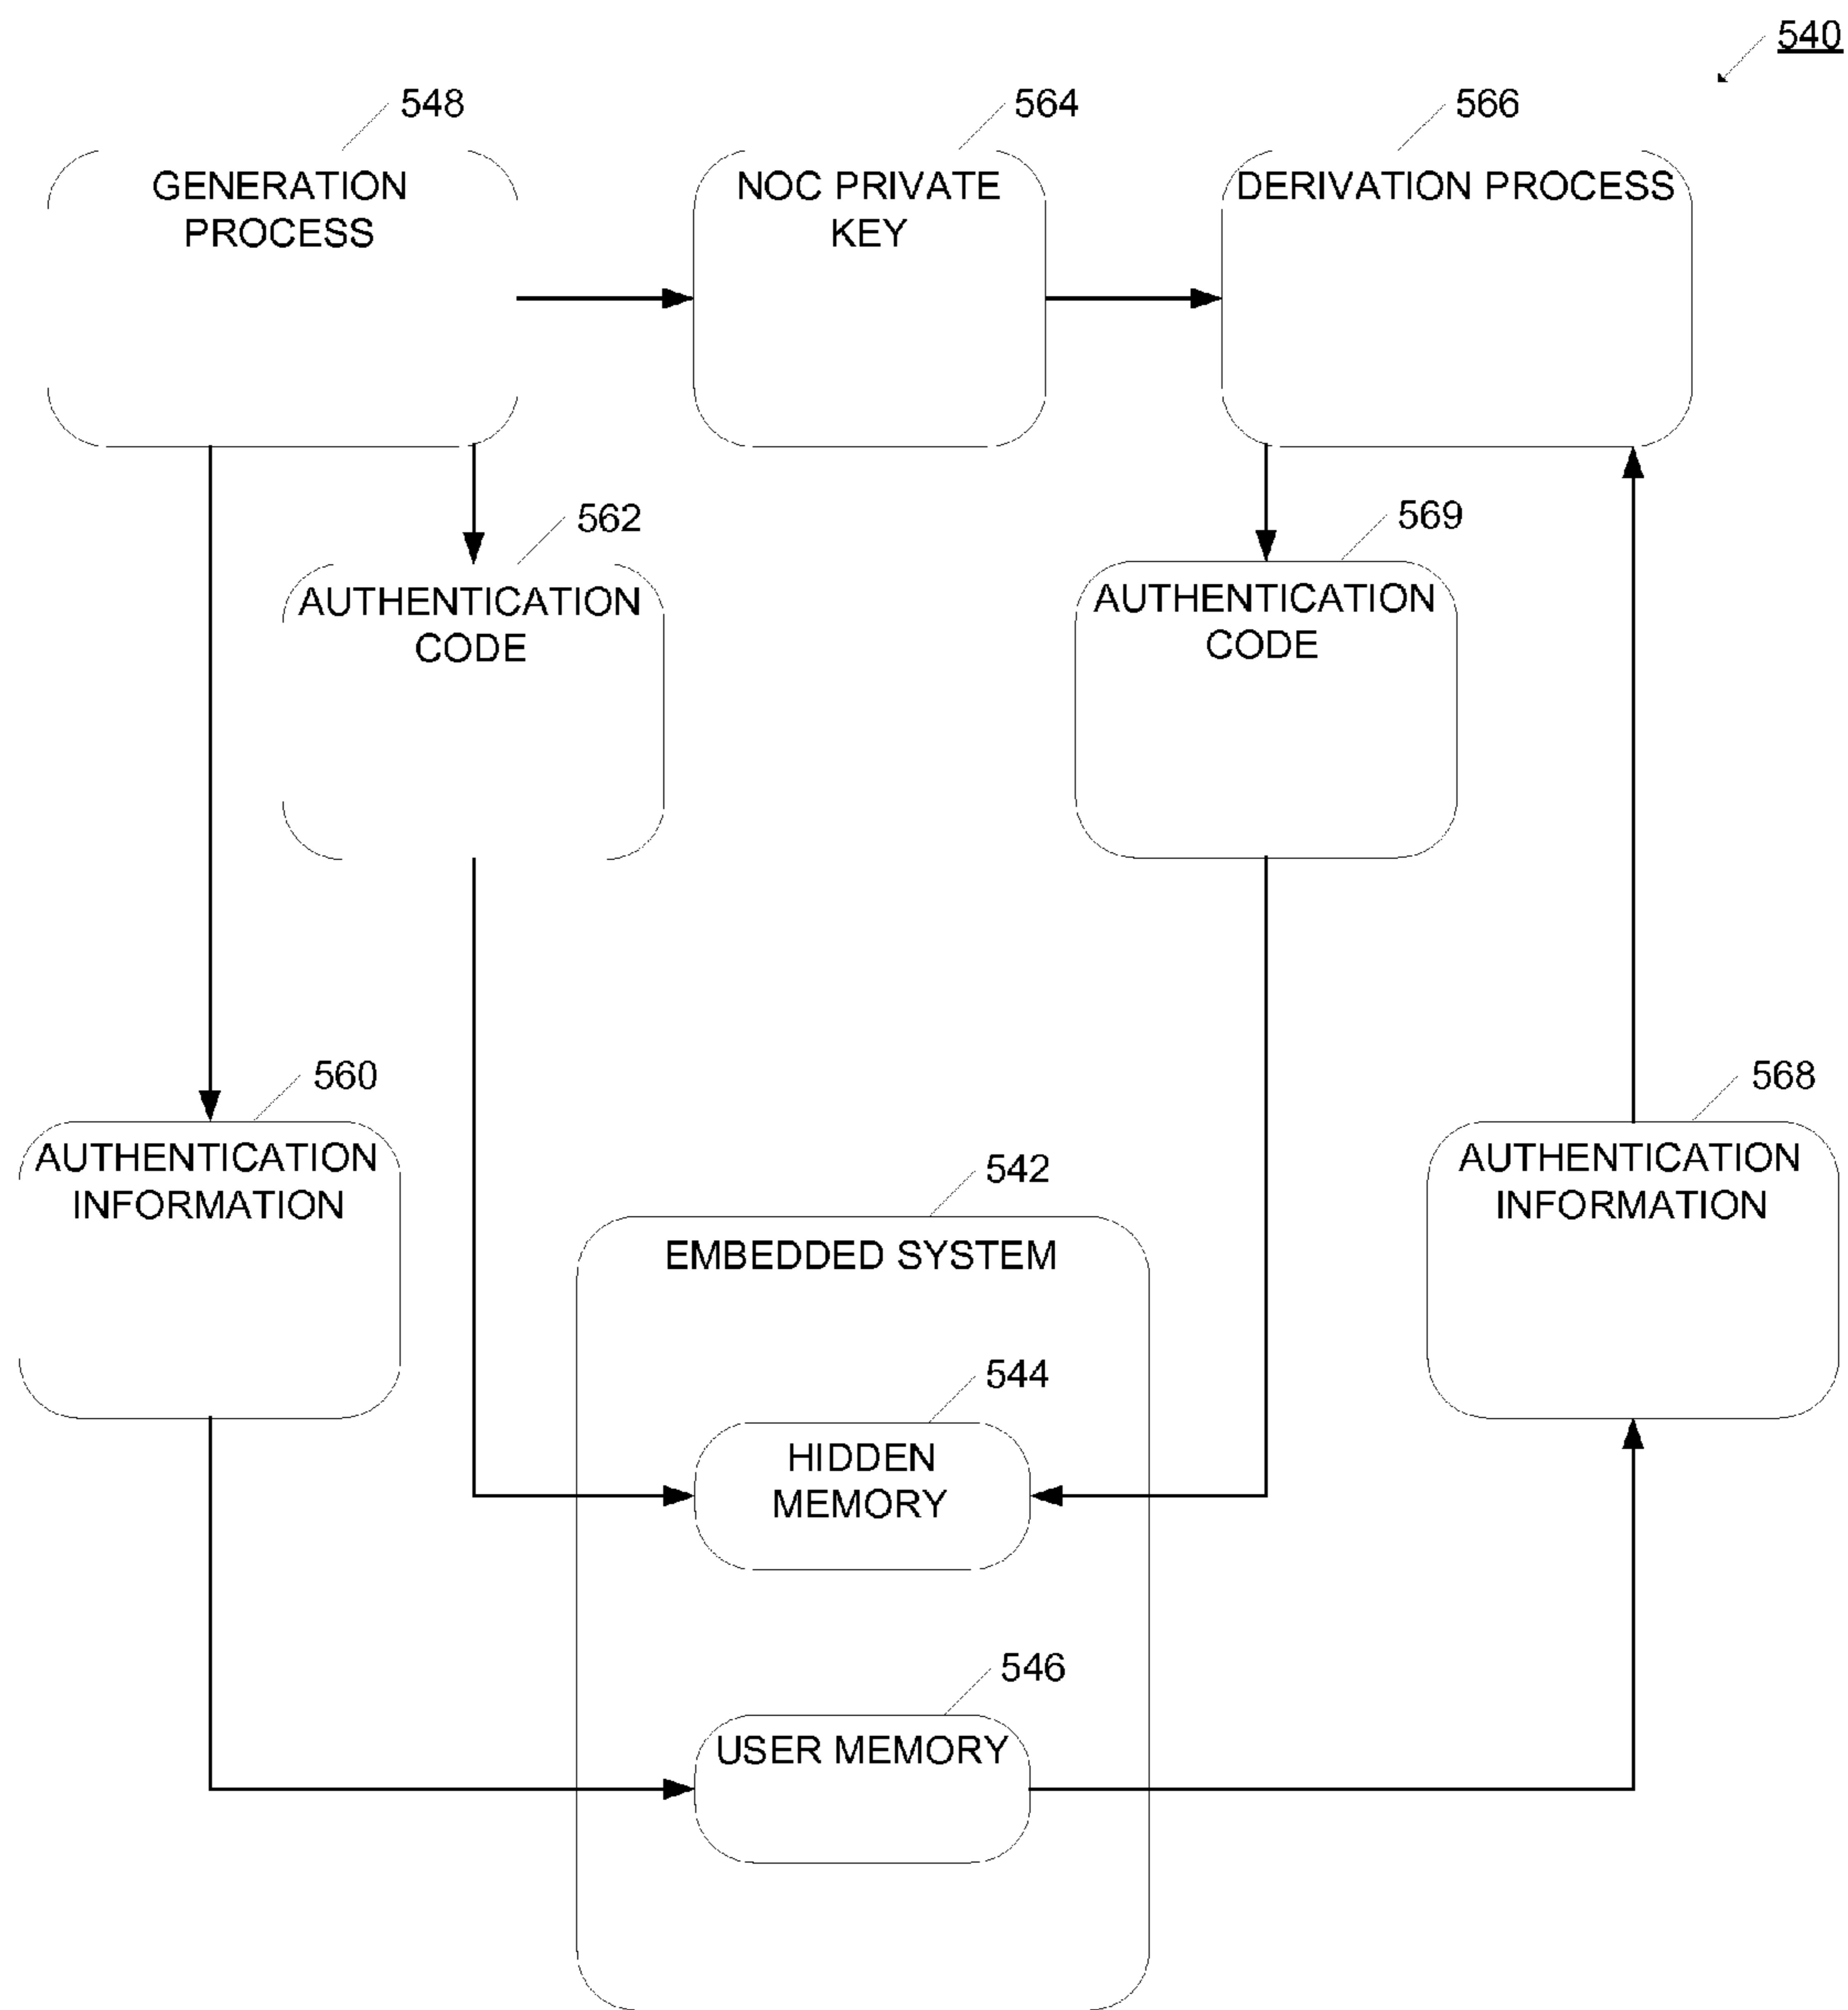 540
548
GENERATION
PROCESS
564
NOC PRIVATE
KEY
566
DERIVATION PROCESS
562
AUTHENTICATION
CODE
569
AUTHENTICATION
CODE
560
AUTHENTICATION
INFORMATION
542
EMBEDDED SYSTEM
544
HIDDEN
MEMORY
546
USER MEMORY
568
AUTHENTICATION
INFORMATION